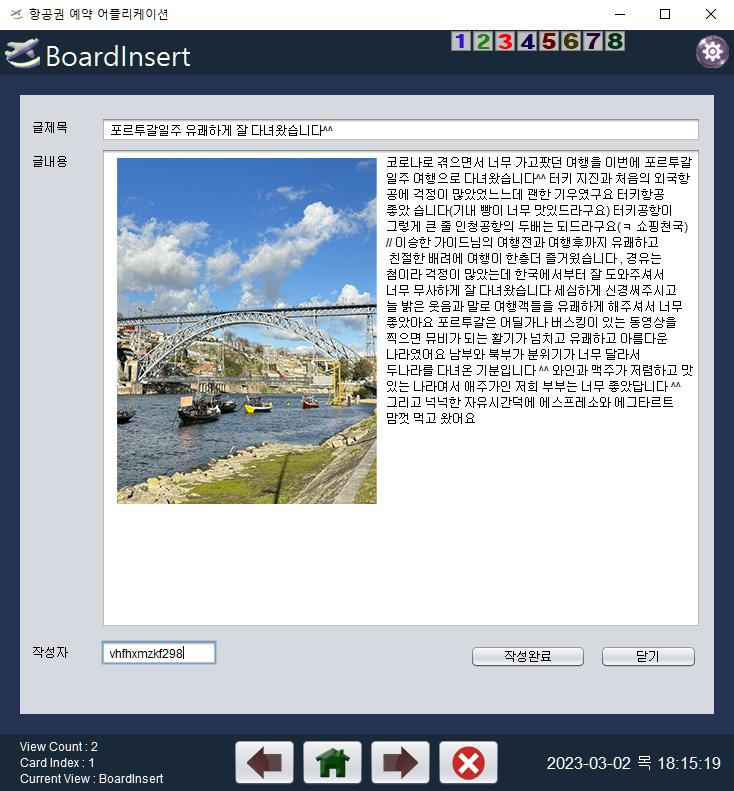 항공권 예약 어플리케이션
BoardInsert
1 2 3 4 5 6 7 8
글제목
포르투갈일주 유쾌하게 잘 다녀왔습니다^^
글내용
코로나로 겪으면서 너무 가고팠던 여행을 이번에 포르투갈
일주 여행으로 다녀왔습니다^^ 터키 지진과 처음의 외국항
공에 걱정이 많았었느느데 괜한 기우였구요 터키항공
좋았 습니다(기내 빵이 너무 맛있드라구요) 터키공항이
그렇게 큰 줄 인청공항의 두배는 되드라구요(ㅋ 쇼핑천국)
// 이승한 가이드님의 여행전과 여행후까지 유쾌하고
친절한 배려에 여행이 한층더 즐거웠습니다 , 경유는
첨이라 걱정이 많았는데 한국에서부터 잘 도와주셔서
너무 무사하게 잘 다녀왔습니다 세심하게 신경써주시고
늘 밝은 웃음과 말로 여행객들을 유쾌하게 해주셔서 너무
좋았아요 포르투갈은 어딜가나 버스킹이 있는 동영상을
찍으면 뮤비가 되는 활기가 넘치고 유쾌하고 아름다운
나라였어요 남부와 북부가 분위기가 너무 달라서
두나라를 다녀온 기분입니다 ^^ 와인과 맥주가 저렴하고 맛
있는 나라여서 애주가인 저희 부부는 너무 좋았답니다 ^^
그리고 넉넉한 자유시간덕에 에스프레소와 에그타르트
맘껏 먹고 왔어요
작성자
vhfhxmzkf298
작성완료
닫기
View Count : 2
Card Index : 1
Current View : BoardInsert
2023-03-02 목 18:15:19